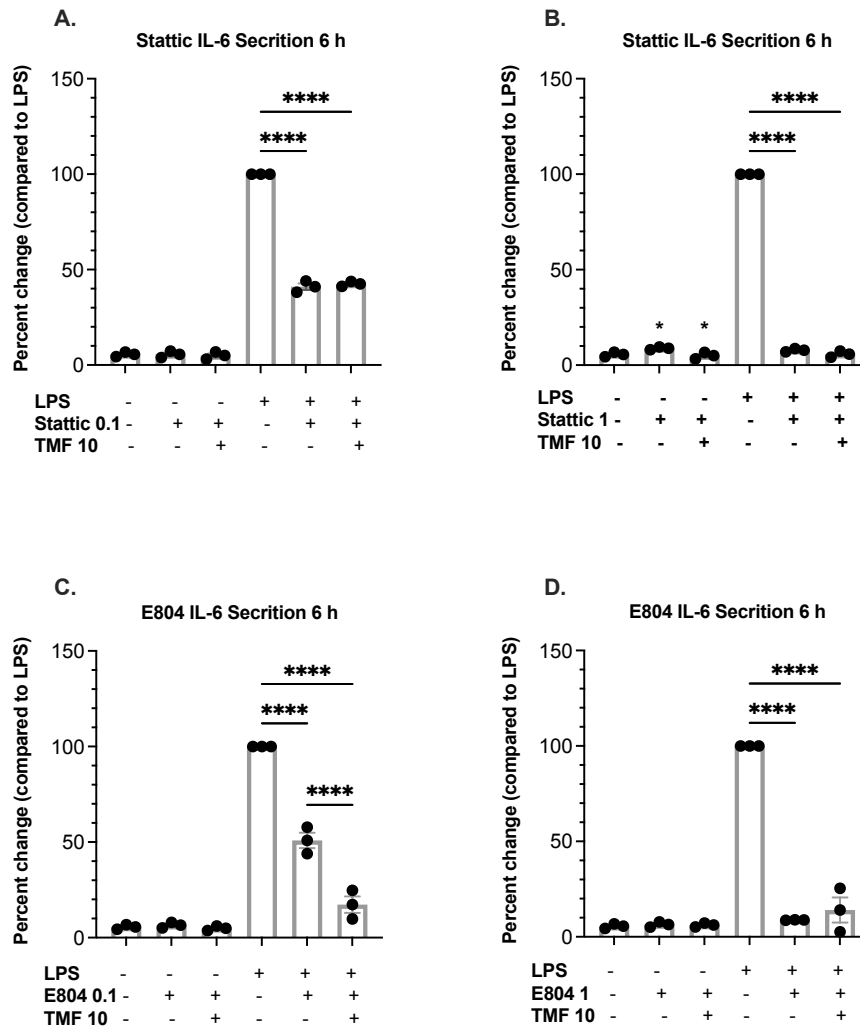 A.
Stattic IL-6 Secrition 6 h
Percent change (compared to LPS)
150
100
50
0
****
****
LPS - - - + + +
Stattic 0.1 - + + - + +
TMF 10 - - + - - +
B.
Stattic IL-6 Secrition 6 h
Percent change (compared to LPS)
150
100
50
0
****
****
* *
LPS - - - + + +
Stattic 1 - + + - + +
TMF 10 - - + - - +
C.
E804 IL-6 Secrition 6 h
Percent change (compared to LPS)
150
100
50
0
****
****
****
LPS - - - + + +
E804 0.1 - + + - + +
TMF 10 - - + - - +
D.
E804 IL-6 Secrition 6 h
Percent change (compared to LPS)
150
100
50
0
****
****
LPS - - - + + +
E804 1 - + + - + +
TMF 10 - - + - - +